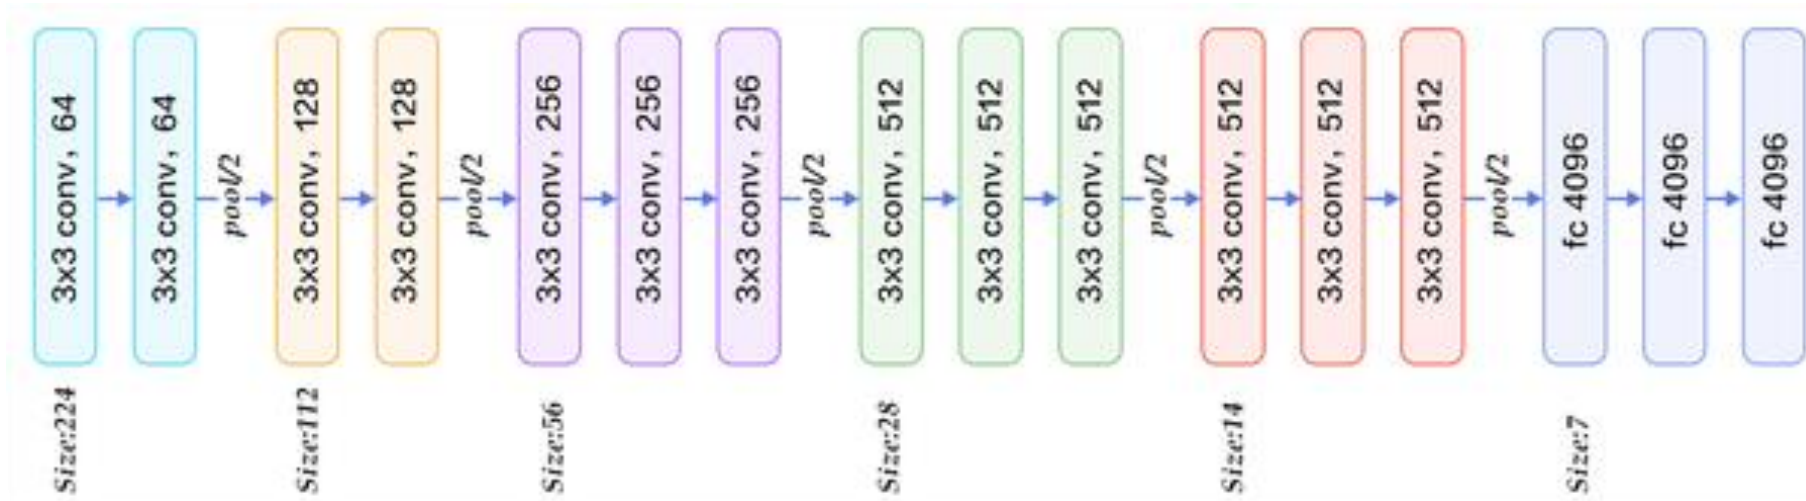 3x3 conv, 64
3x3 conv, 64
pool/2
3x3 conv, 128
3x3 conv, 128
pool/2
3x3 conv, 256
3x3 conv, 256
3x3 conv, 256
pool/2
3x3 conv, 512
3x3 conv, 512
3x3 conv, 512
pool/2
3x3 conv, 512
3x3 conv, 512
3x3 conv, 512
pool/2
fc 4096
fc 4096
fc 4096
Size:224
Size:112
Size:56
Size:28
Size:14
Size:7